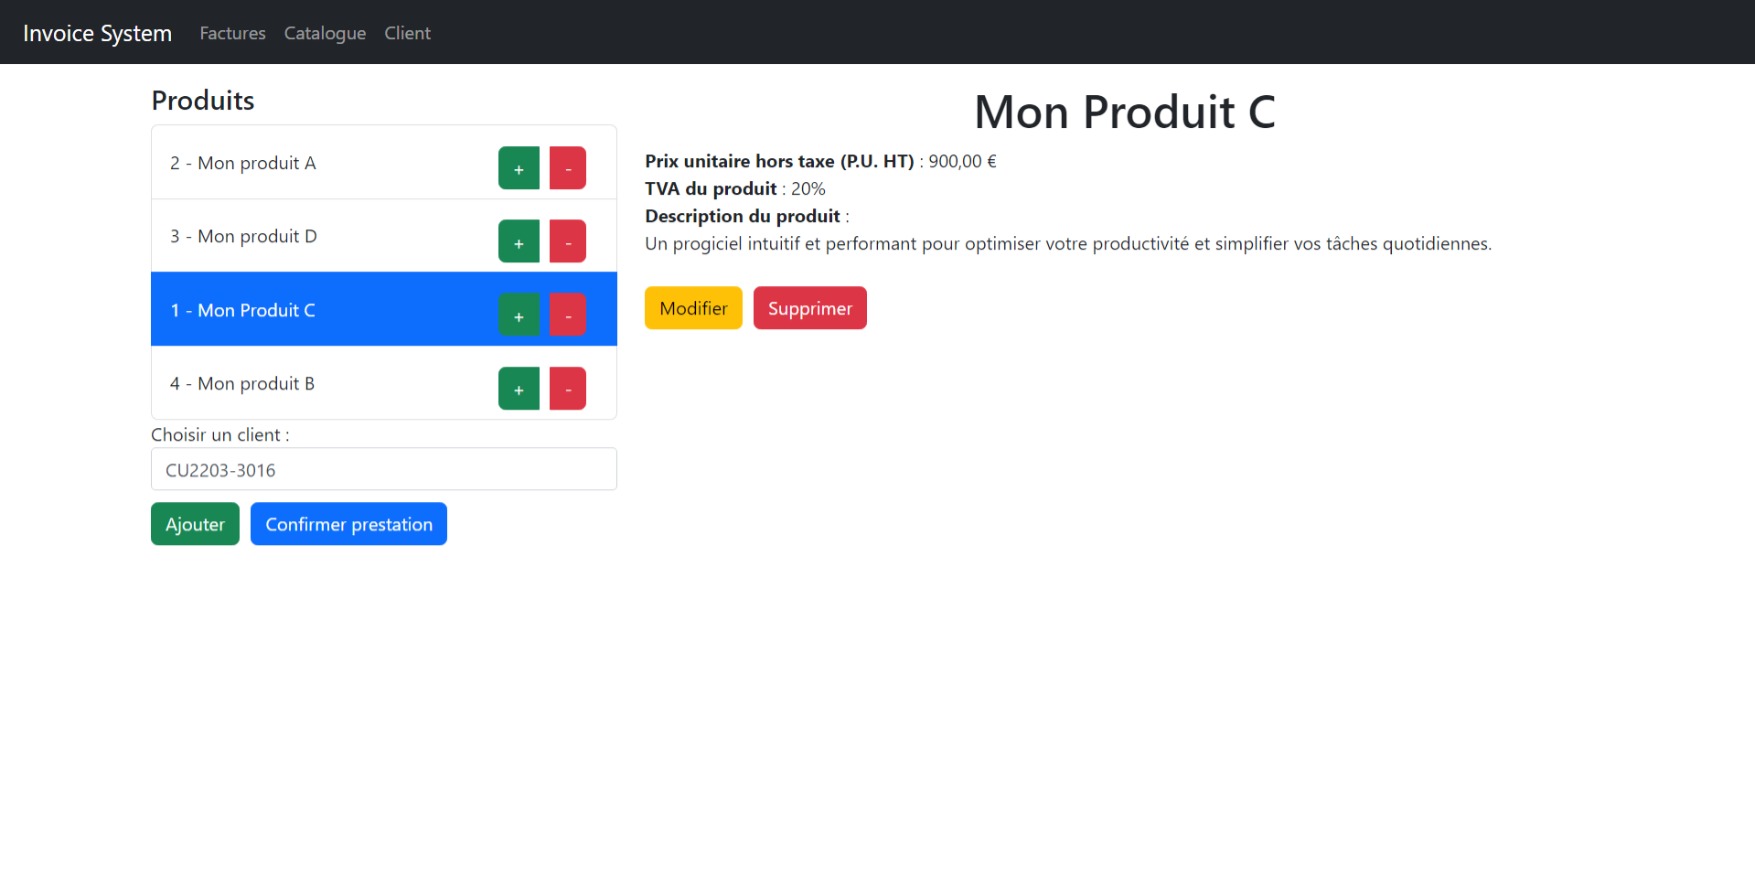 Invoice System Factures Catalogue Client
Produits
2 - Mon produit A + -
3 - Mon produit D + -
1 - Mon Produit C + -
4 - Mon produit B + -
Choisir un client :
CU2203-3016
Ajouter Confirmer prestation
Mon Produit C
Prix unitaire hors taxe (P.U. HT) : 900,00 €
TVA du produit : 20%
Description du produit :
Un progiciel intuitif et performant pour optimiser votre productivité et simplifier vos tâches quotidiennes.
Modifier Supprimer